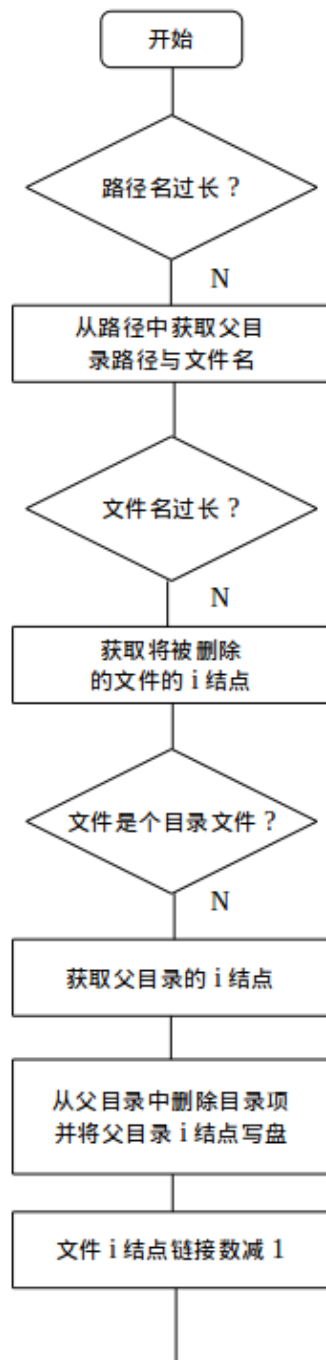 开始
路径名过长？
N
从路径中获取父目
录路径与文件名
文件名过长？
N
获取将被删除
的文件的 i 结点
文件是个目录文件？
N
获取父目录的 i 结点
从父目录中删除目录项
并将父目录 i 结点写盘
文件 i 结点链接数减 1